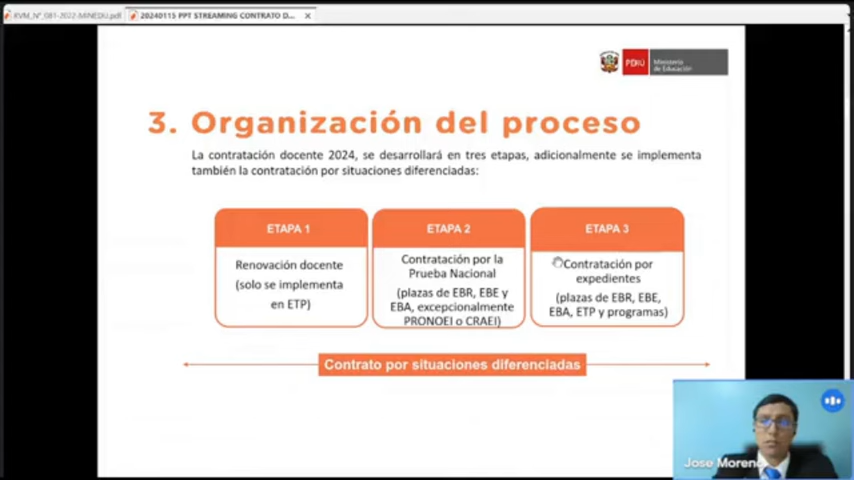 RVM_N°_081-2022-MINEDU.pdf
20240115 PPT STREAMING CONTRATO D...
PERÚ
Ministerio
de Educación
3. Organización del proceso
La contratación docente 2024, se desarrollará en tres etapas, adicionalmente se implementa
también la contratación por situaciones diferenciadas:
ETAPA 1
Renovación docente
(solo se implementa
en ETP)
ETAPA 2
Contratación por la
Prueba Nacional
(plazas de EBR, EBE y
EBA, excepcionalmente
PRONOEI o CRAEI)
ETAPA 3
Contratación por
expedientes
(plazas de EBR, EBE,
EBA, ETP y programas)
Contrato por situaciones diferenciadas
Jose Moreno